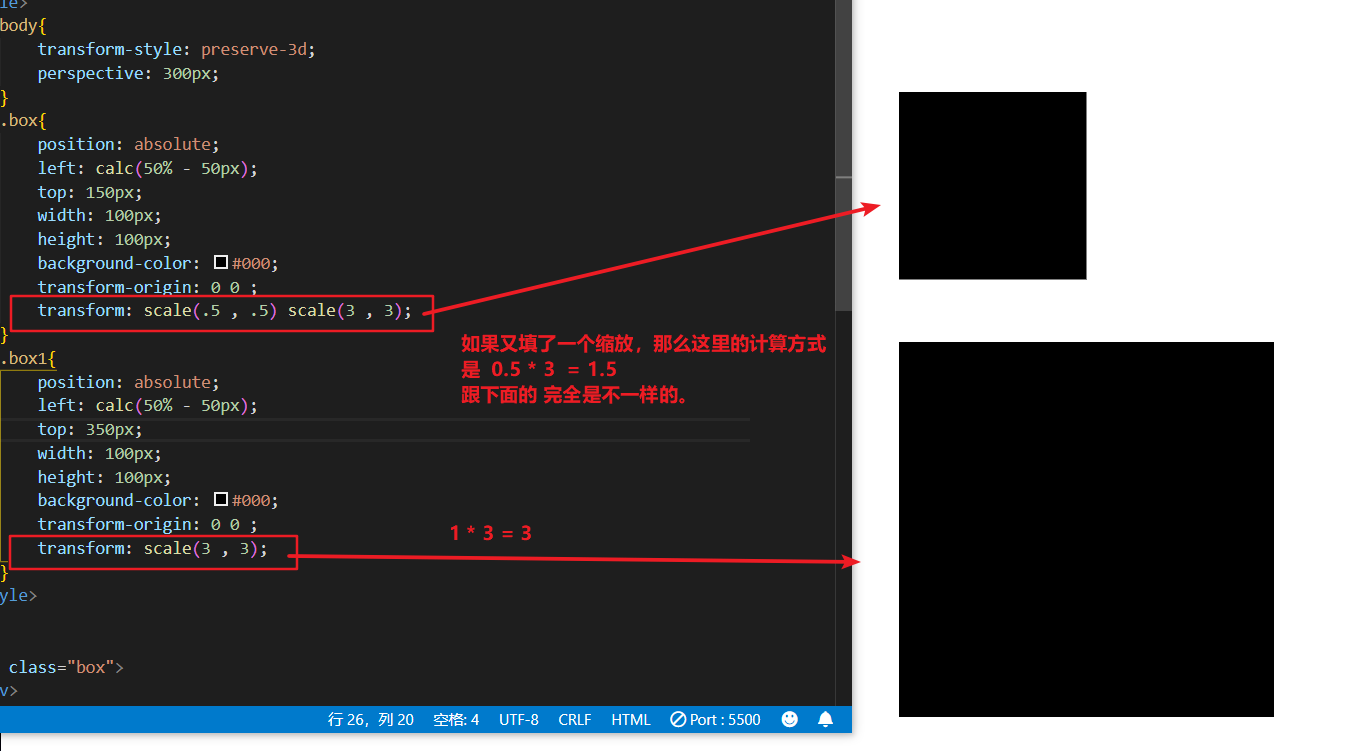 le>
body{
transform-style: preserve-3d;
perspective: 300px;
}
.box{
position: absolute;
left: calc(50% - 50px);
top: 150px;
width: 100px;
height: 100px;
background-color: #000;
transform-origin: 0 0 ;
transform: scale(.5 , .5) scale(3 , 3);
}
如果又填了一个缩放，那么这里的计算方式
是 0.5 * 3 = 1.5
跟下面的 完全是不一样的。
.box1{
position: absolute;
left: calc(50% - 50px);
top: 350px;
width: 100px;
height: 100px;
background-color: #000;
transform-origin: 0 0 ;
1 * 3 = 3
transform: scale(3 , 3);
}
yle>
class="box">
v>
行 26，列 20 空格: 4 UTF-8 CRLF HTML Port : 5500